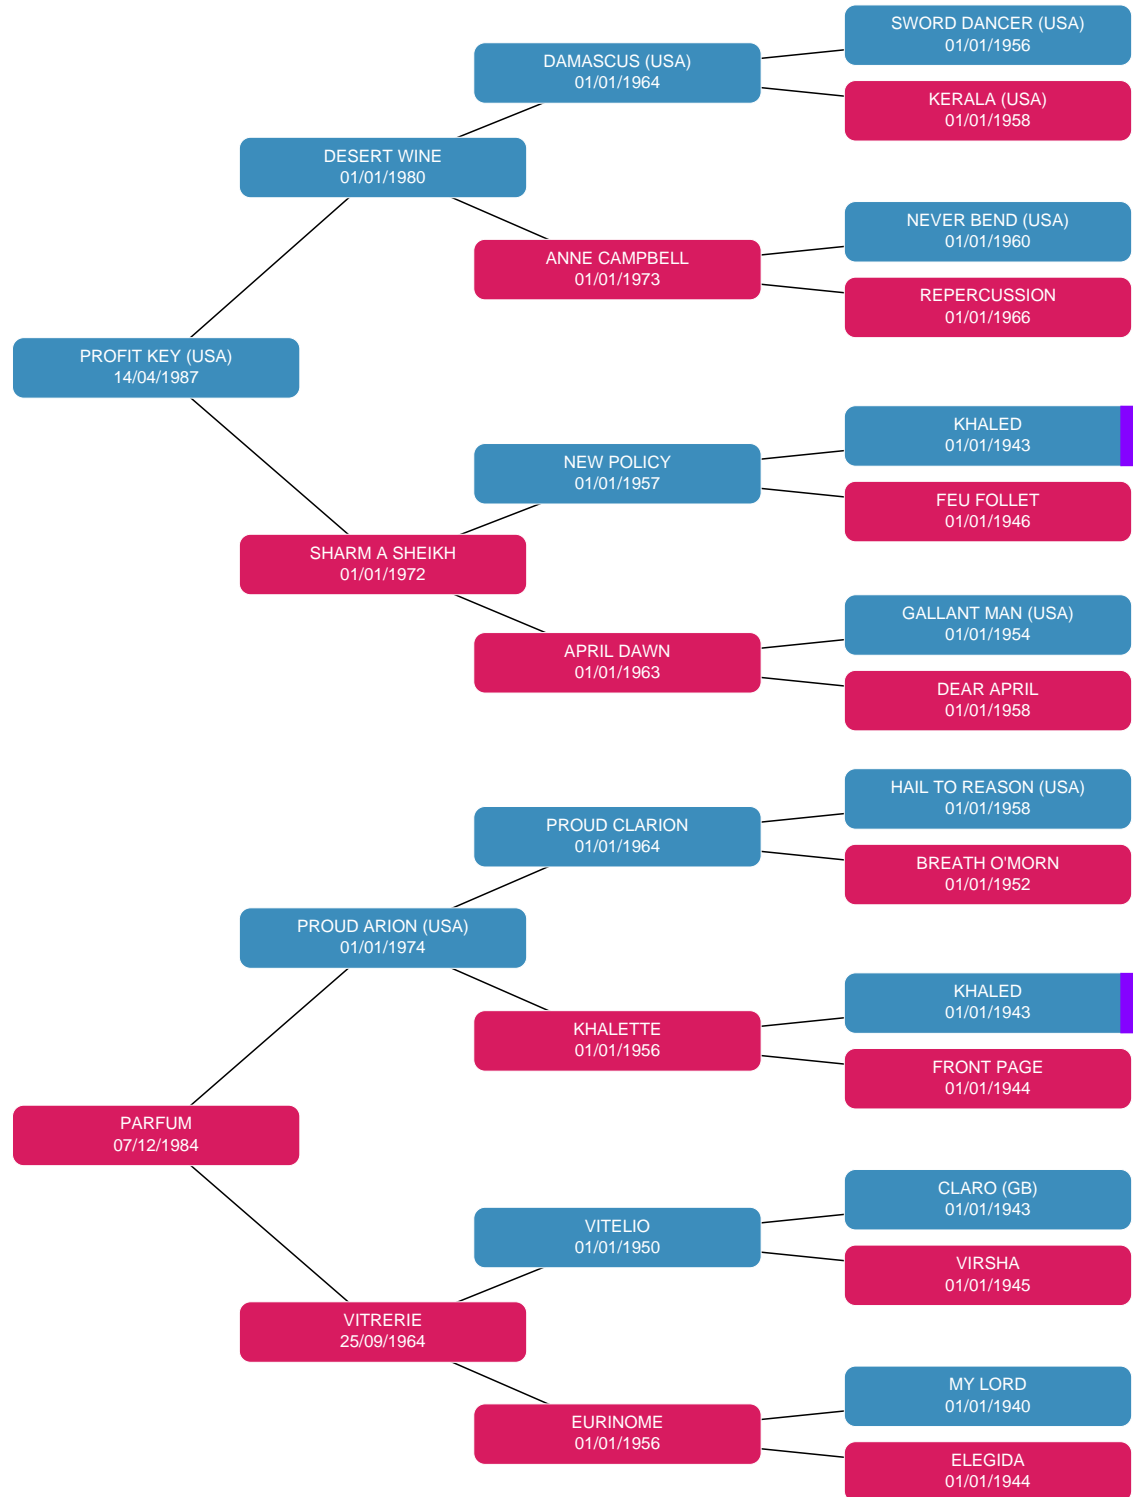 SWORD DANCER (USA)
01/01/1956
DAMASCUS (USA)
01/01/1964
KERALA (USA)
01/01/1958
DESERT WINE
01/01/1980
NEVER BEND (USA)
01/01/1960
ANNE CAMPBELL
01/01/1973
REPERCUSSION
01/01/1966
PROFIT KEY (USA)
14/04/1987
KHALED
01/01/1943
NEW POLICY
01/01/1957
FEU FOLLET
01/01/1946
SHARM A SHEIKH
01/01/1972
GALLANT MAN (USA)
01/01/1954
APRIL DAWN
01/01/1963
DEAR APRIL
01/01/1958
HAIL TO REASON (USA)
01/01/1958
PROUD CLARION
01/01/1964
BREATH O'MORN
01/01/1952
PROUD ARION (USA)
01/01/1974
KHALED
01/01/1943
KHALETTE
01/01/1956
FRONT PAGE
01/01/1944
PARFUM
07/12/1984
CLARO (GB)
01/01/1943
VITELIO
01/01/1950
VIRSHA
01/01/1945
VITRERIE
25/09/1964
MY LORD
01/01/1940
EURINOME
01/01/1956
ELEGIDA
01/01/1944